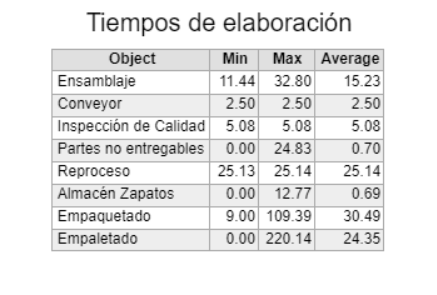 Tiempos de elaboración
Object Min Max Average
Ensamblaje 11.44 32.80 15.23
Conveyor 2.50 2.50 2.50
Inspección de Calidad 5.08 5.08 5.08
Partes no entregables 0.00 24.83 0.70
Reproceso 25.13 25.14 25.14
Almacén Zapatos 0.00 12.77 0.69
Empaquetado 9.00 109.39 30.49
Empaletado 0.00 220.14 24.35